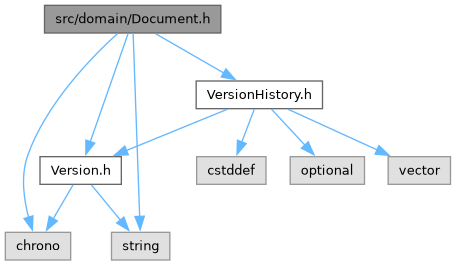 src/domain/Document.h
VersionHistory.h
Version.h
cstddef
optional
vector
chrono
string